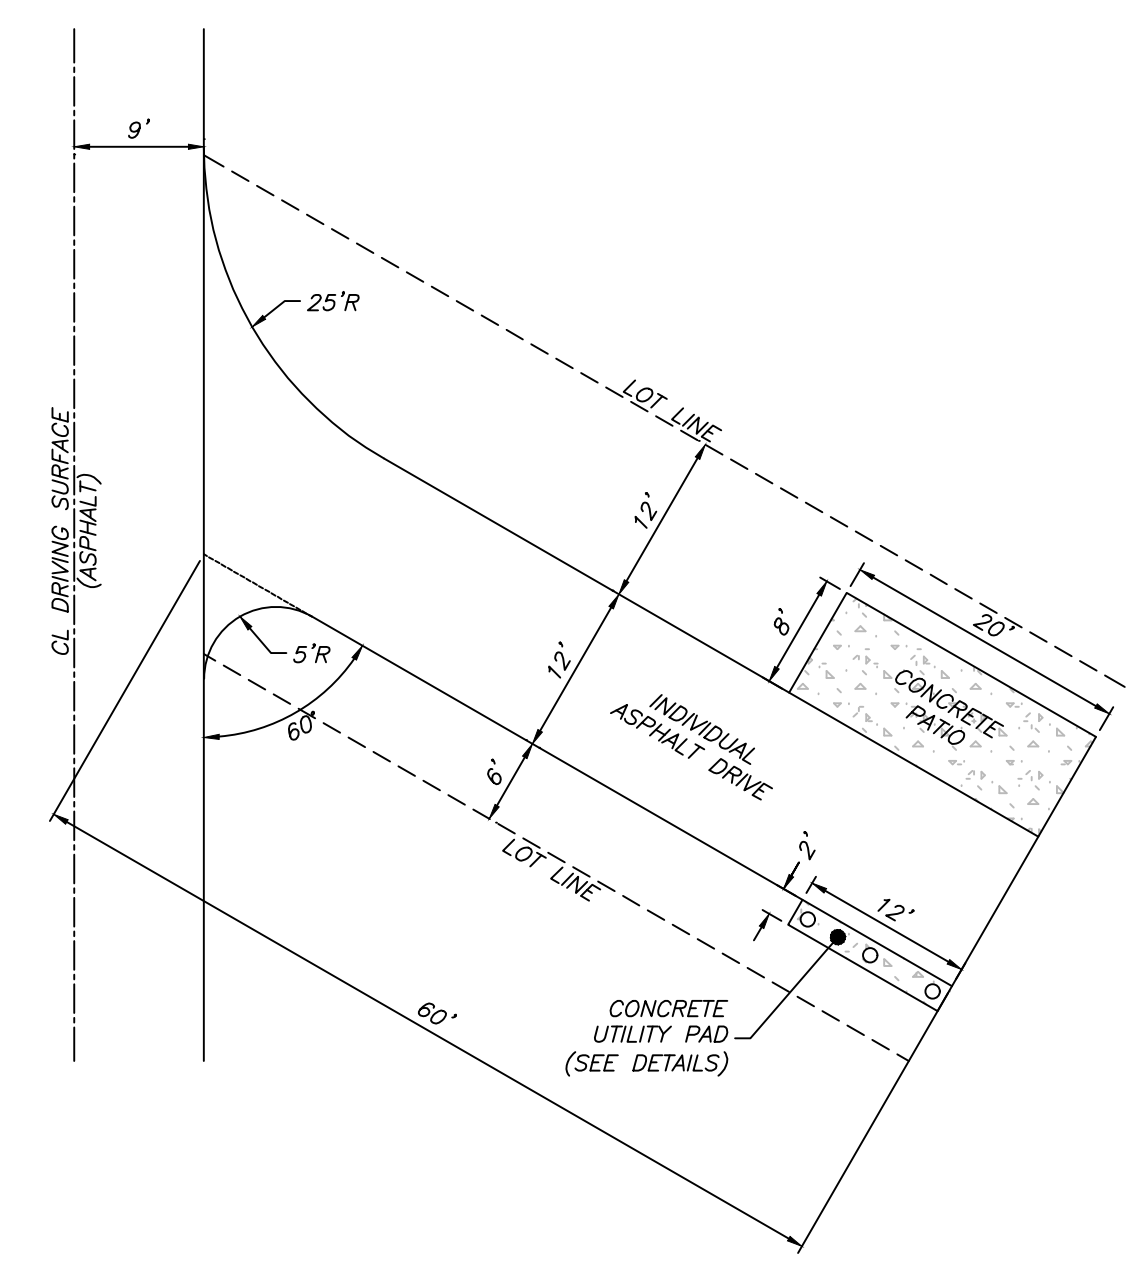 9'
25'R
LOT LINE
12'
CL DRIVING SURFACE
(ASPHALT)
8'
20'
5'R
12'
CONCRETE
PATIO
INDIVIDUAL
ASPHALT DRIVE
60°
6'
LOT LINE
2'
12'
60'
CONCRETE
UTILITY PAD
(SEE DETAILS)